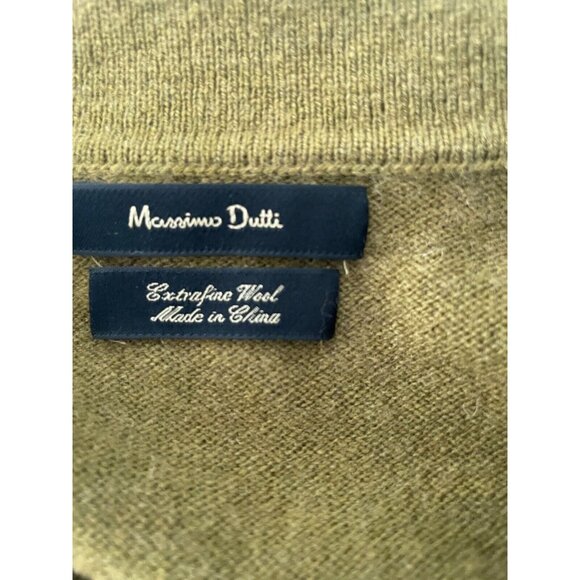 Massimo Dutti
Extrafine Wool
Made in China